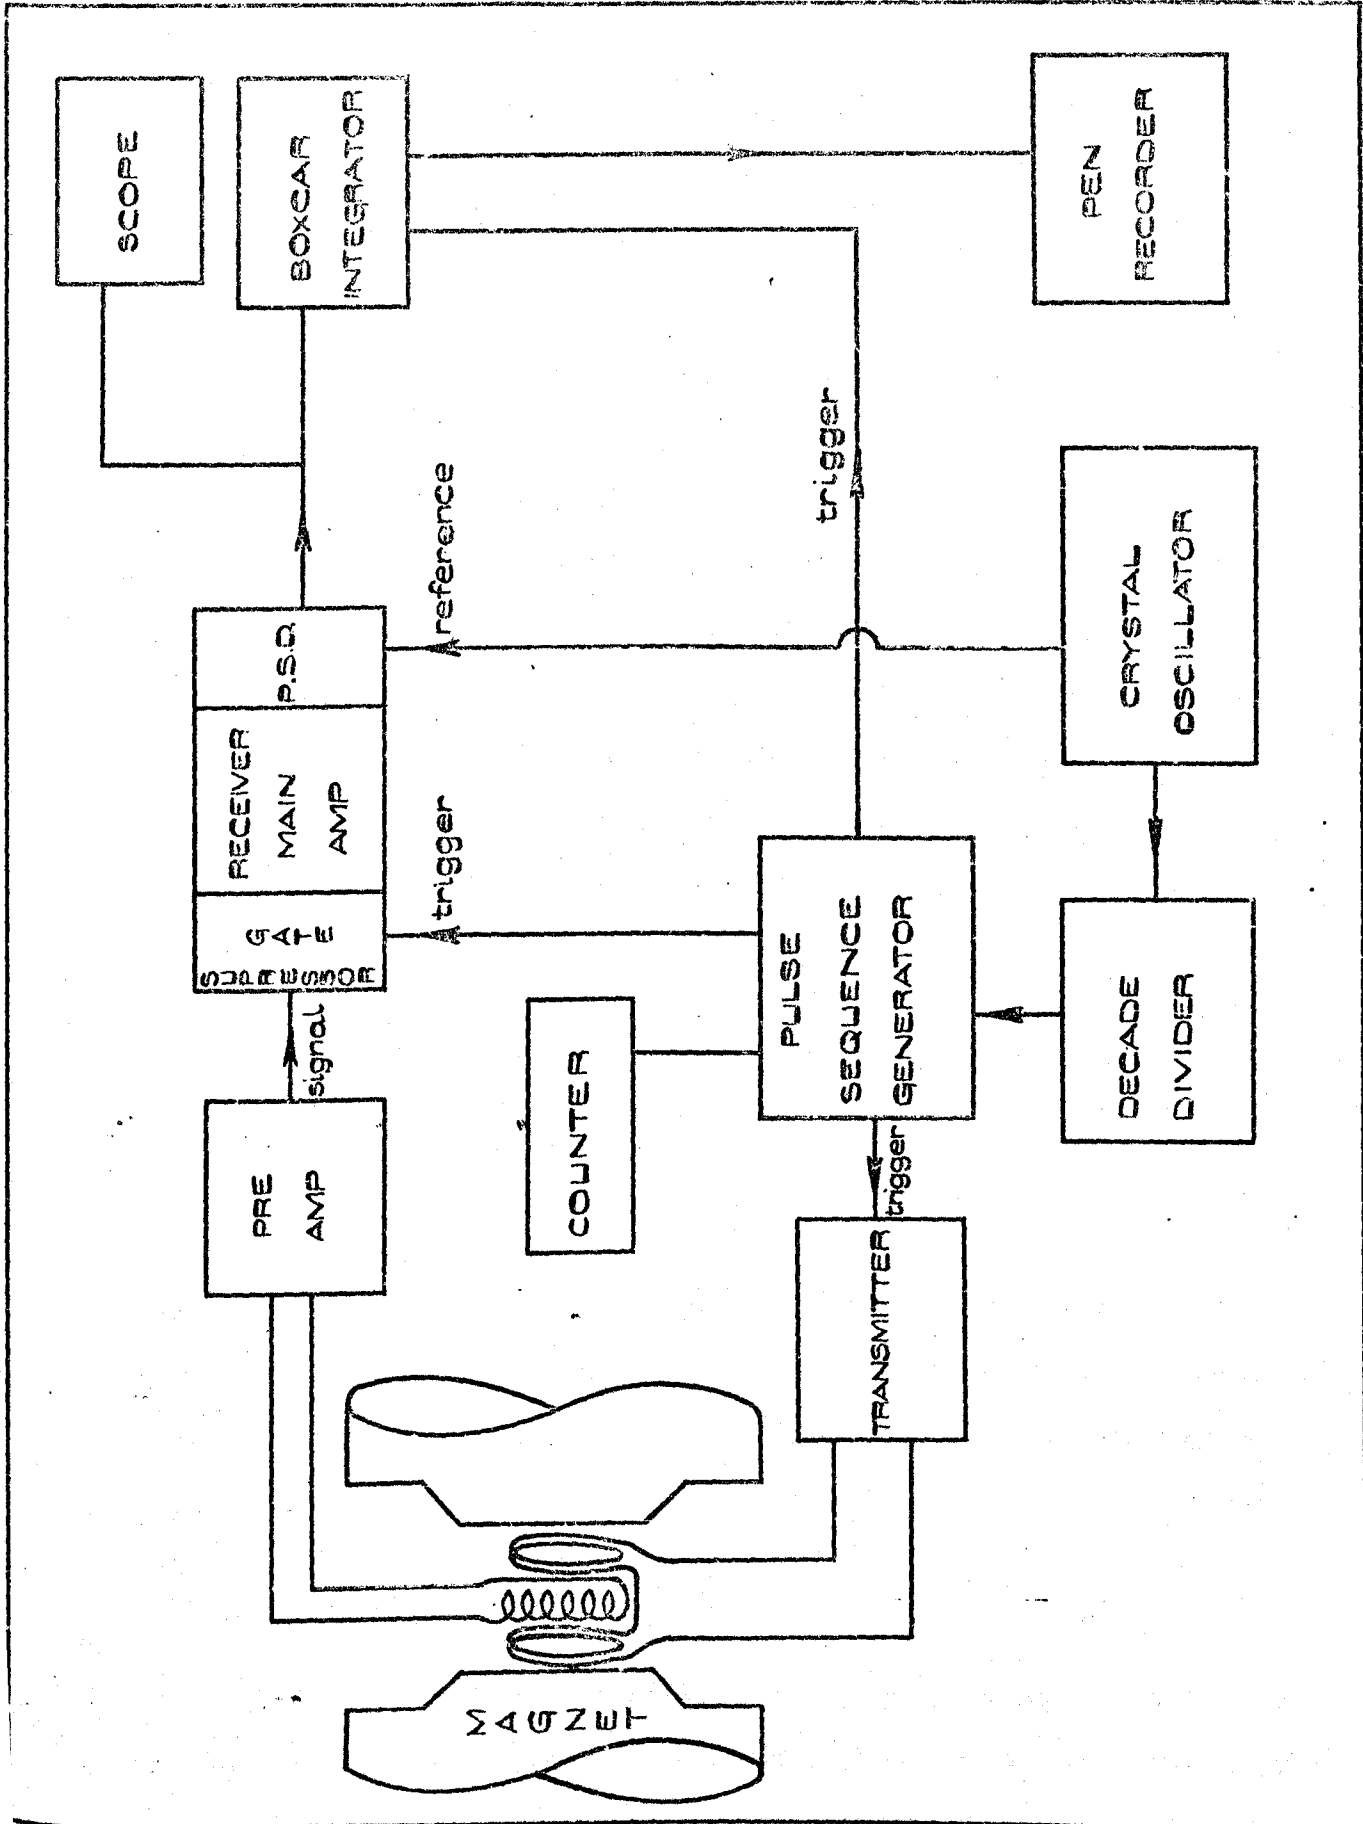 SCOPE
BOXCAR
INTEGRATOR
PEN
RECORDER
trigger
reference
P.S.D.
RECEIVER
MAIN
AMP
GATE
SUPRESSOR
trigger
CRYSTAL
OSCILLATOR
signal
PRE
AMP
COUNTER
PULSE
SEQUENCE
GENERATOR
DECADE
DIVIDER
trigger
TRANSMITTER
MAGNET